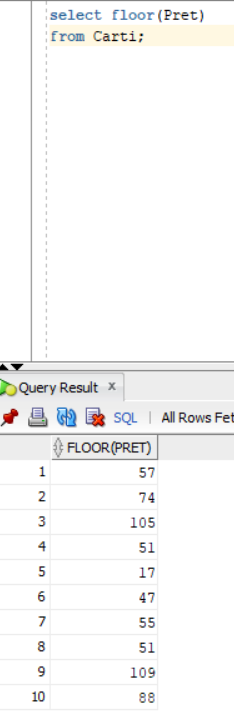 select floor(Pret)
from Carti;
Query Result ×
SQL | All Rows Fet
FLOOR(PRET)
1 57
2 74
3 105
4 51
5 17
6 47
7 55
8 51
9 109
10 88